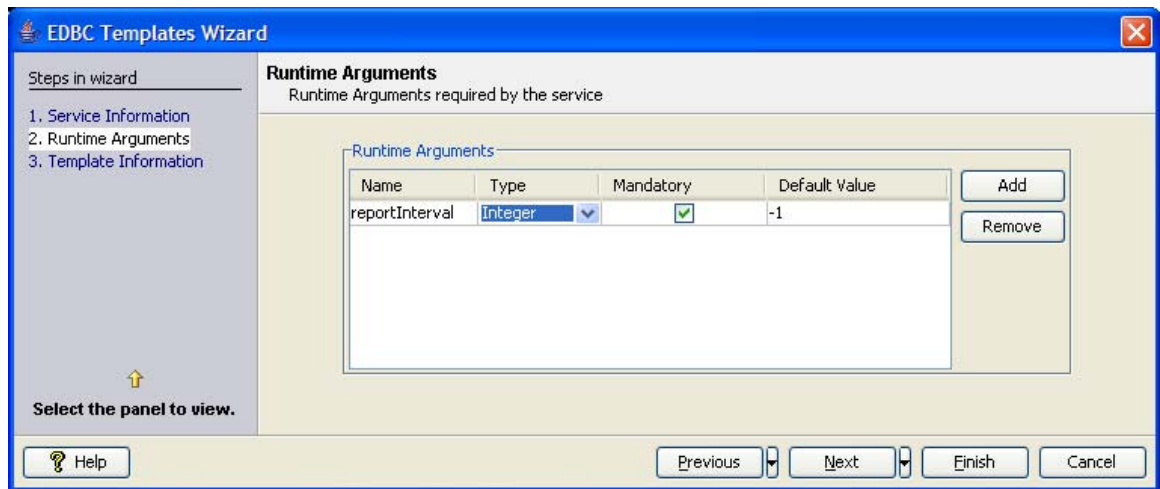 EDBC Templates Wizard
Steps in wizard
1. Service Information
2. Runtime Arguments
3. Template Information
Select the panel to view.
Runtime Arguments
Runtime Arguments required by the service
Runtime Arguments
Name Type Mandatory Default Value
reportInterval Integer -1
Add
Remove
Help
Previous Next Finish Cancel